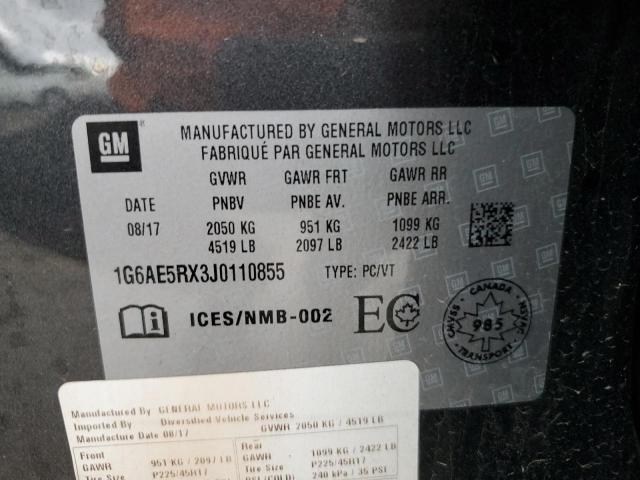 GM ®
MANUFACTURED BY GENERAL MOTORS LLC
FABRIQUÉ PAR GENERAL MOTORS LLC
GVWR GAWR FRT GAWR RR
DATE PNBV PNBE AV. PNBE ARR.
08/17 2050 KG 951 KG 1099 KG
4519 LB 2097 LB 2422 LB
1G6AE5RX3J0110855 TYPE: PC/VT
ICES/NMB-002 EC
CANADA
CMVSS 985 NSVAC
TRANSPORT
Manufactured By GENERAL MOTORS LLC
Imported By Diversified Vehicle Services
Manufacture Date 08/17 GVWR 2050 KG / 4519 LB
Front Rear
GAWR 951 KG / 2097 LB GAWR 1099 KG / 2422 LB
Tire Size P225/45R17 Tire Size P225/45R17
240 kPa / 35 PSI